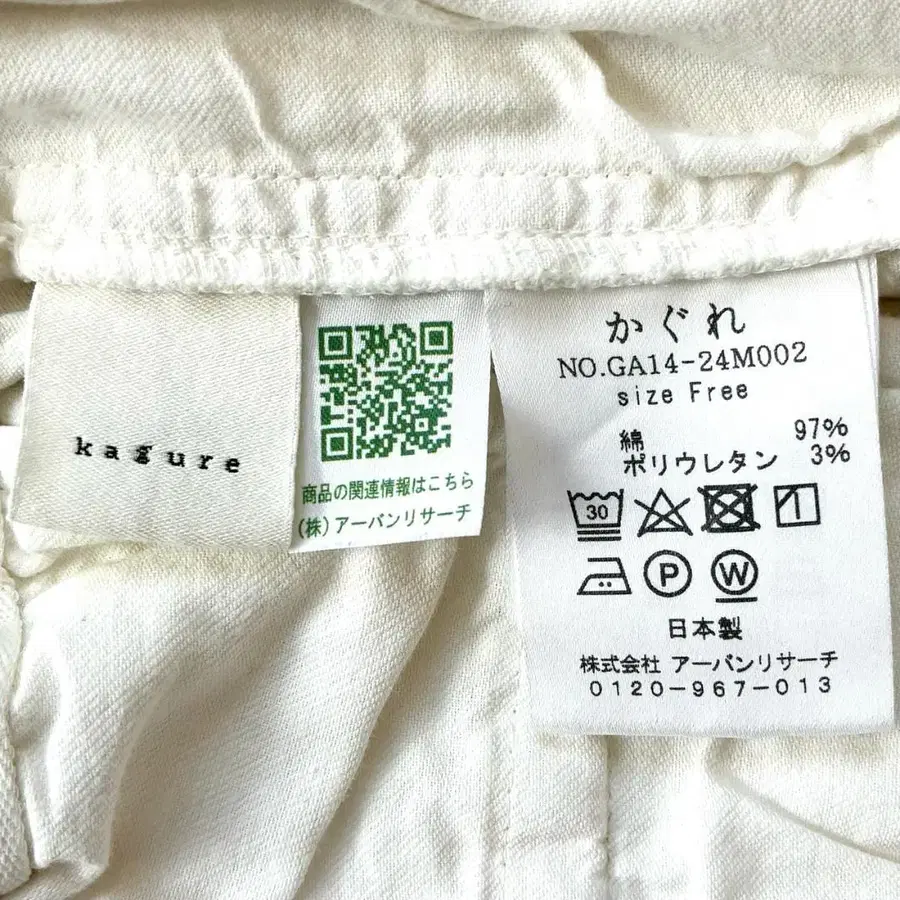 kagure
商品の関連情報はこちら
(株)アーバンリサーチ
かぐれ
NO.GA14-24M002
size Free
綿 97%
ポリウレタン 3%
30
P
W
日本製
株式会社 アーバンリサーチ
0120-967-013